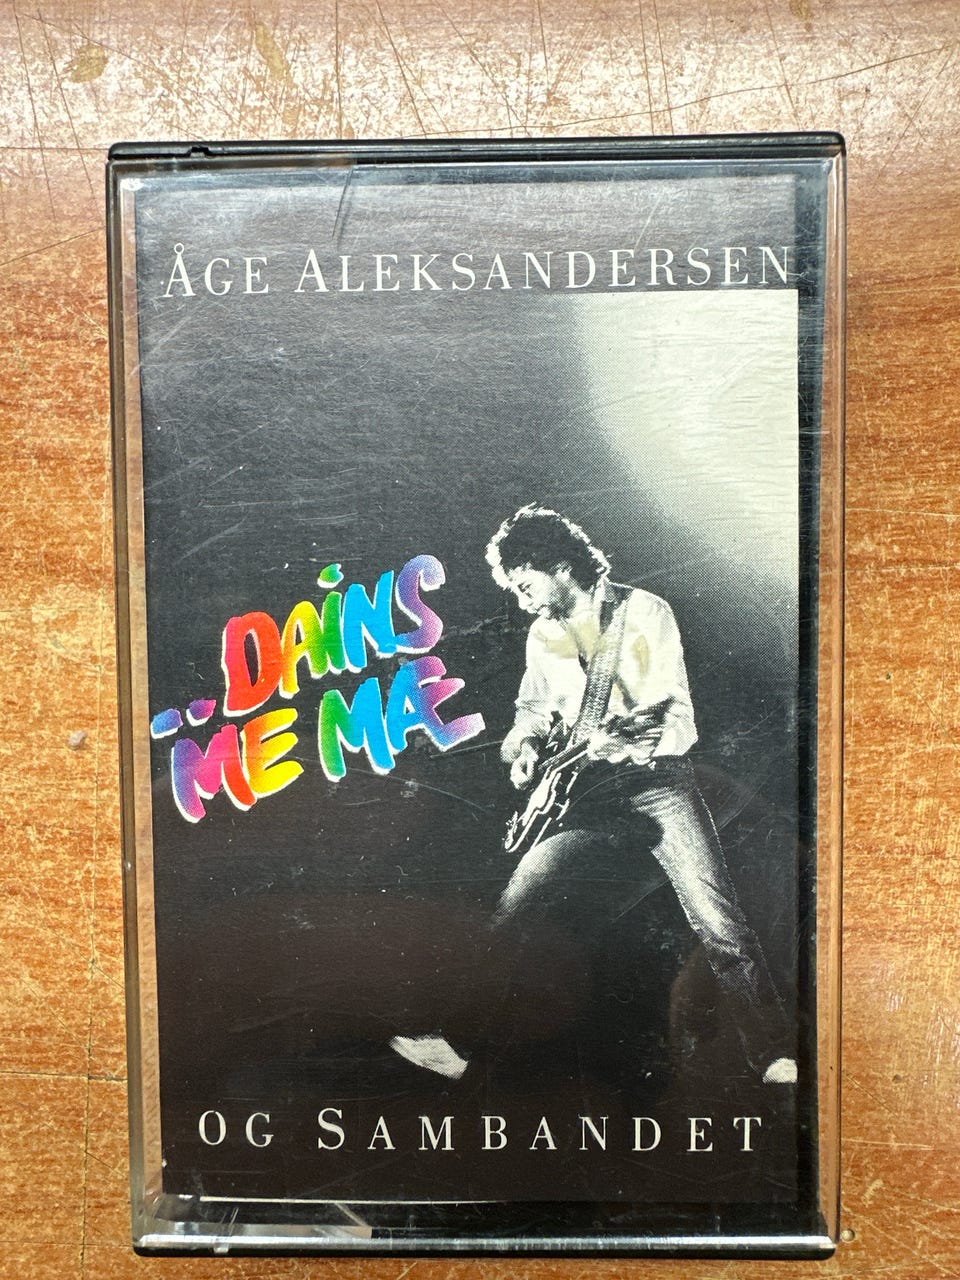 ÅGE ALEKSANDERSEN
..DAINS
ME MÆ
OG SAMBANDET